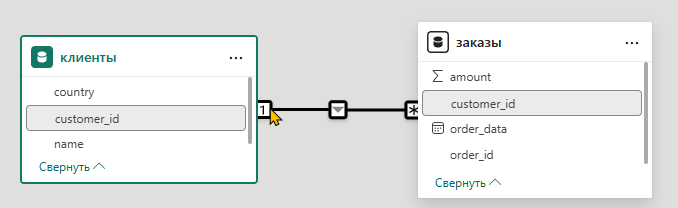 клиенты
country
customer_id
name
Свернуть
1
*
заказы
amount
customer_id
order_data
order_id
Свернуть